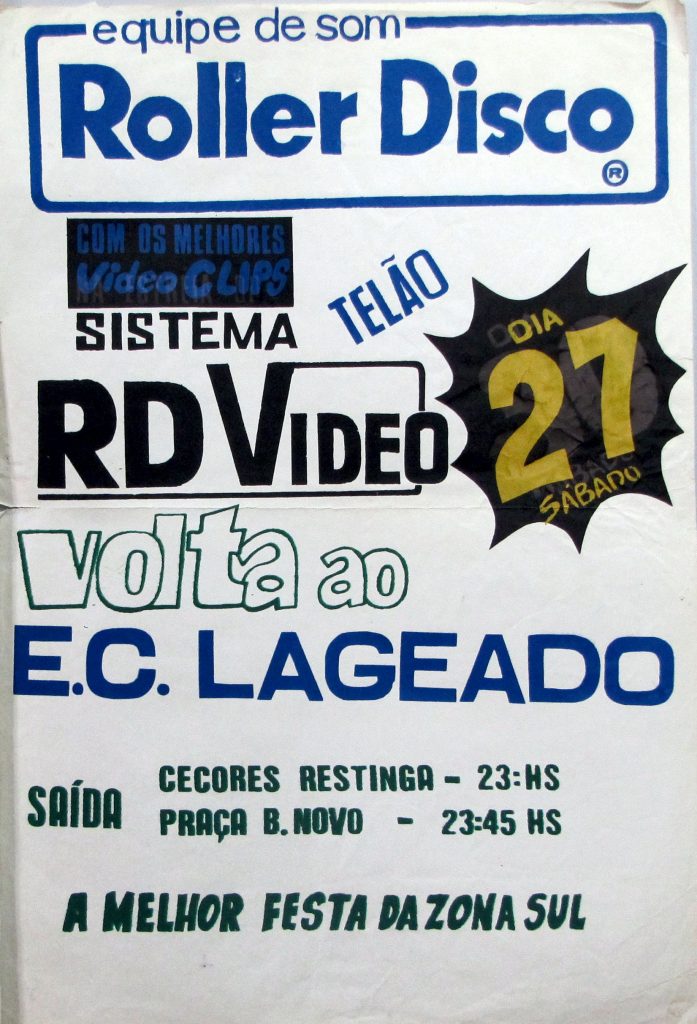 equipe de som
Roller Disco
®
COM OS MELHORES
Video CLIPS
TELÃO
SISTEMA
RD VIDEO
DIA
27
SÁBADO
volta ao
E.C. LAGEADO
SAÍDA
CECORES RESTINGA - 23:HS
PRAÇA B. NOVO - 23:45 HS
A MELHOR FESTA DA ZONA SUL